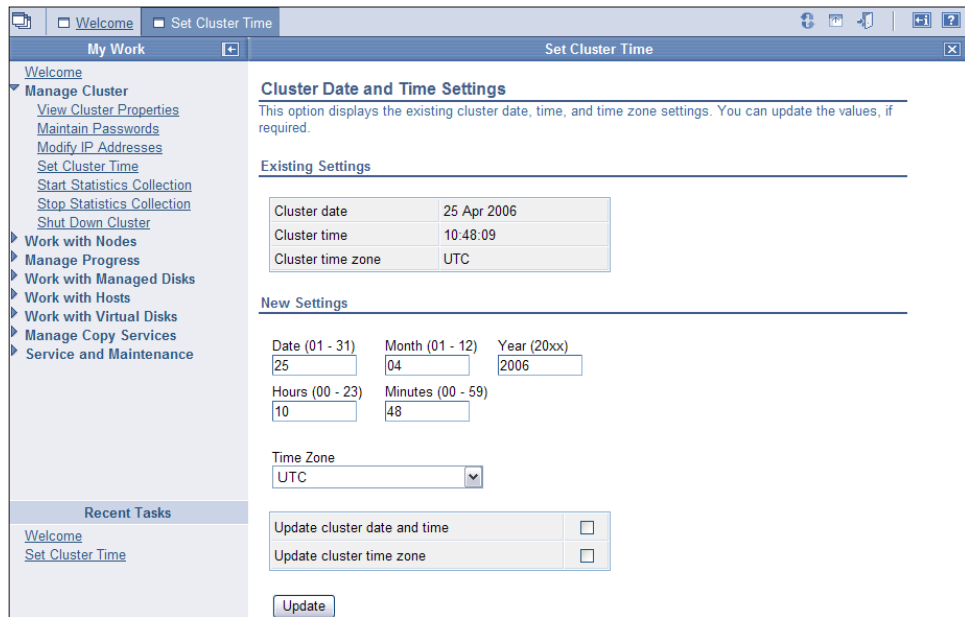 Welcome
Set Cluster Time
My Work
Set Cluster Time
Welcome
Manage Cluster
View Cluster Properties
Maintain Passwords
Modify IP Addresses
Set Cluster Time
Start Statistics Collection
Stop Statistics Collection
Shut Down Cluster
Work with Nodes
Manage Progress
Work with Managed Disks
Work with Hosts
Work with Virtual Disks
Manage Copy Services
Service and Maintenance
Recent Tasks
Welcome
Set Cluster Time
Cluster Date and Time Settings
This option displays the existing cluster date, time, and time zone settings. You can update the values, if
required.
Existing Settings
Cluster date 25 Apr 2006
Cluster time 10:48:09
Cluster time zone UTC
New Settings
Date (01 - 31) Month (01 - 12) Year (20xx)
25 04 2006
Hours (00 - 23) Minutes (00 - 59)
10 48
Time Zone
UTC
Update cluster date and time
Update cluster time zone
Update